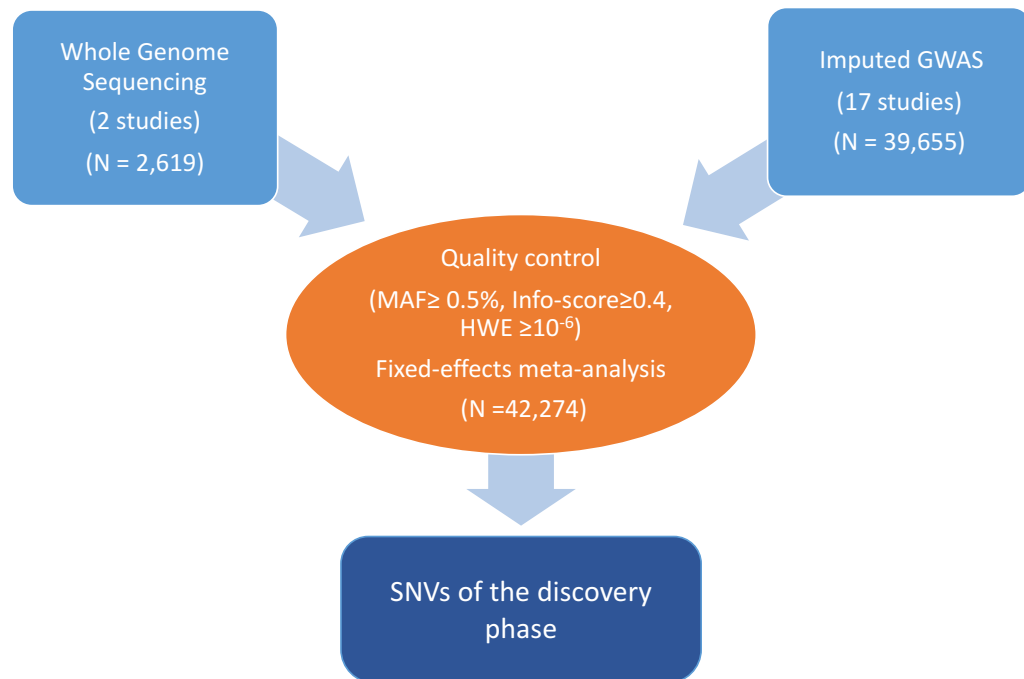 Whole Genome
Sequencing
(2 studies)
(N = 2,619)
Imputed GWAS
(17 studies)
(N = 39,655)
Quality control
(MAF≥ 0.5%, Info-score≥0.4,
HWE ≥10⁻⁶)
Fixed-effects meta-analysis
(N =42,274)
SNVs of the discovery
phase